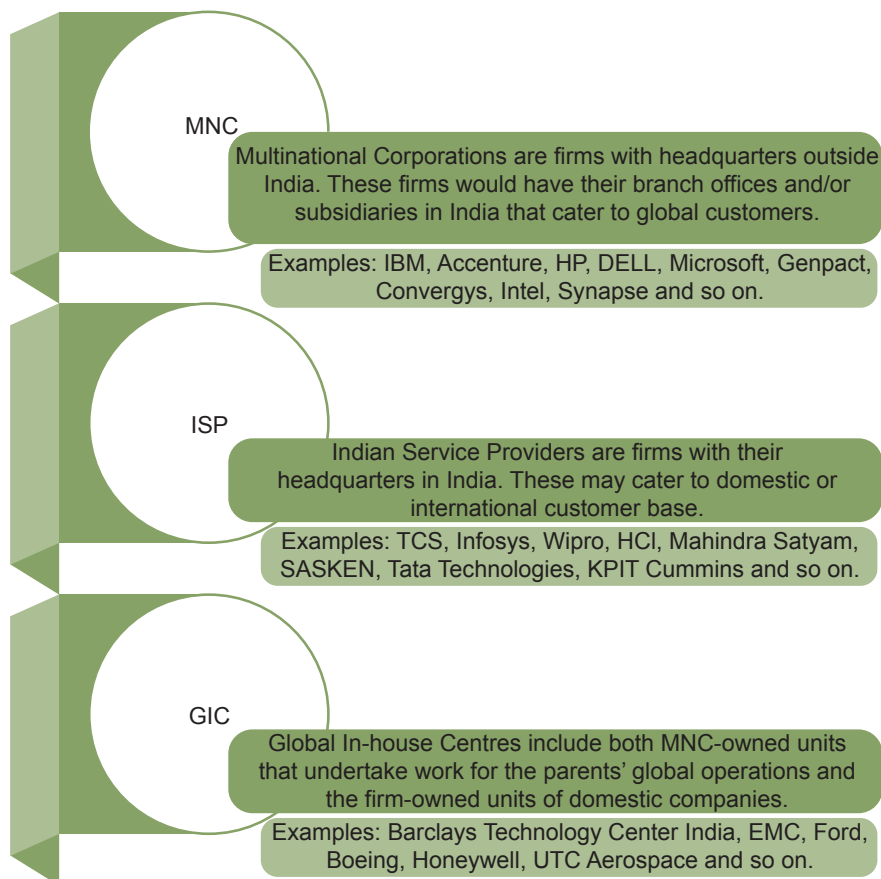 MNC
Multinational Corporations are firms with headquarters outside
India. These firms would have their branch offices and/or
subsidiaries in India that cater to global customers.
Examples: IBM, Accenture, HP, DELL, Microsoft, Genpact,
Convergys, Intel, Synapse and so on.
ISP
Indian Service Providers are firms with their
headquarters in India. These may cater to domestic or
international customer base.
Examples: TCS, Infosys, Wipro, HCl, Mahindra Satyam,
SASKEN, Tata Technologies, KPIT Cummins and so on.
GIC
Global In-house Centres include both MNC-owned units
that undertake work for the parents’ global operations and
the firm-owned units of domestic companies.
Examples: Barclays Technology Center India, EMC, Ford,
Boeing, Honeywell, UTC Aerospace and so on.